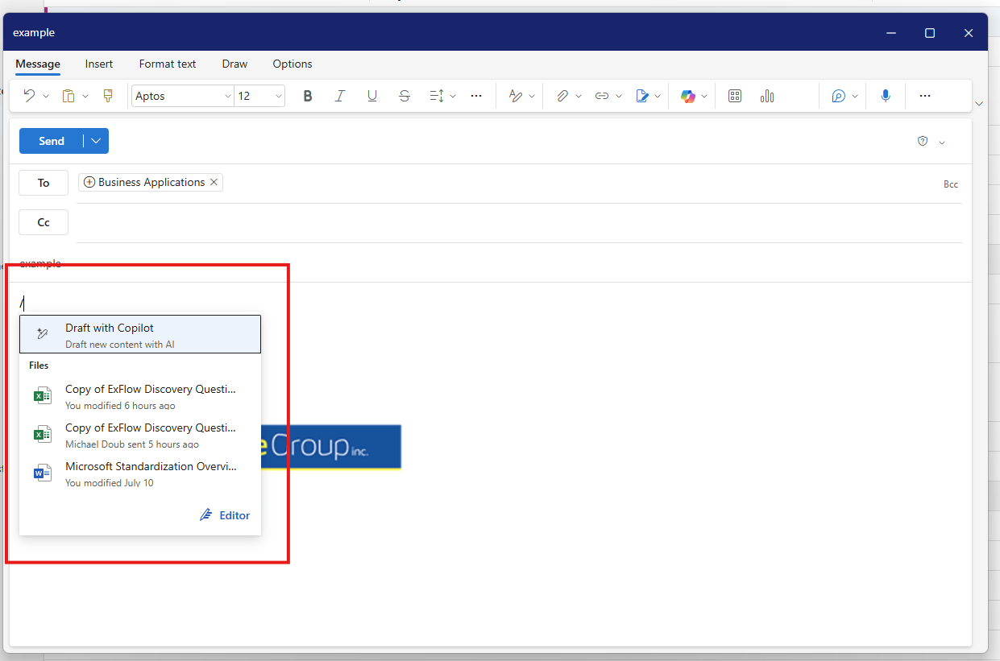 example
Message Insert Format text Draw Options
Aptos 12
Send
To Business Applications Bcc
Cc
example
/
Draft with Copilot
Draft new content with AI
Files
Copy of ExFlow Discovery Questi...
You modified 6 hours ago
Copy of ExFlow Discovery Questi...
Michael Doub sent 5 hours ago
Microsoft Standardization Overvi...
You modified July 10
Editor
e Group inc.